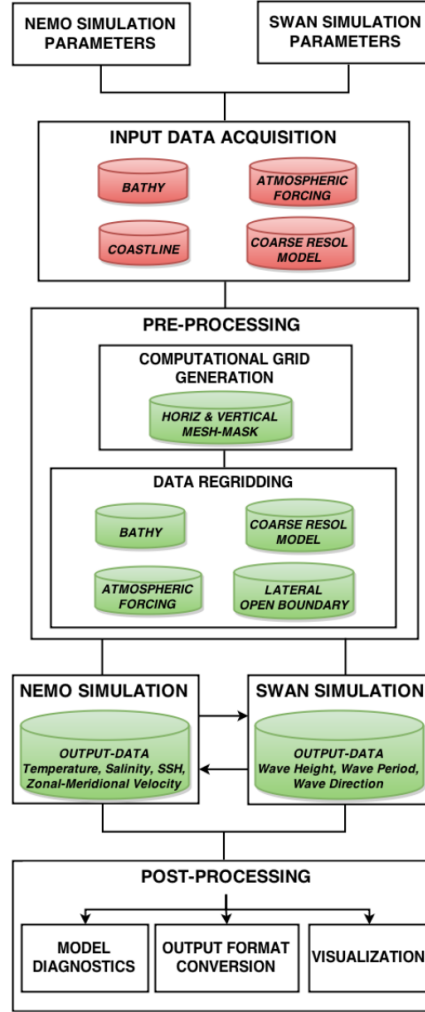 NEMO SIMULATION
PARAMETERS
SWAN SIMULATION
PARAMETERS
INPUT DATA ACQUISITION
BATHY
ATMOSPHERIC
FORCING
COASTLINE
COARSE RESOL
MODEL
PRE-PROCESSING
COMPUTATIONAL GRID
GENERATION
HORIZ & VERTICAL
MESH-MASK
DATA REGRIDDING
BATHY
COARSE RESOL
MODEL
ATMOSPHERIC
FORCING
LATERAL
OPEN BOUNDARY
NEMO SIMULATION
OUTPUT-DATA
Temperature, Salinity, SSH,
Zonal-Meridional Velocity
SWAN SIMULATION
OUTPUT-DATA
Wave Height, Wave Period,
Wave Direction
POST-PROCESSING
MODEL
DIAGNOSTICS
OUTPUT FORMAT
CONVERSION
VISUALIZATION